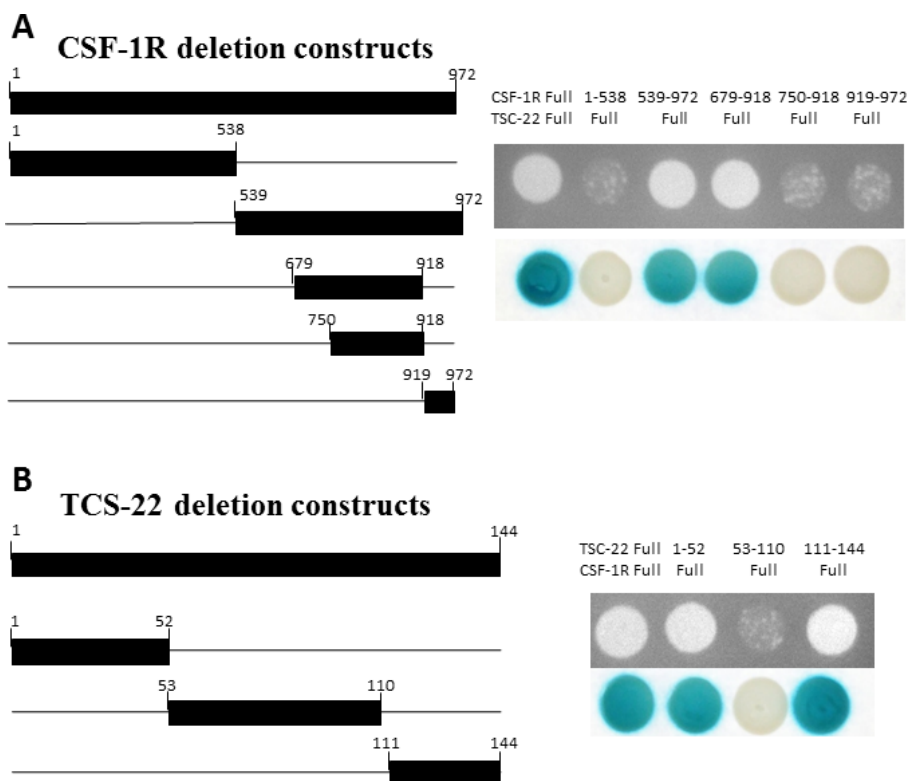 A
CSF-1R deletion constructs
1 972
1 538
539 972
679 918
750 918
919 972
CSF-1R Full 1-538 539-972 679-918 750-918 919-972
TSC-22 Full Full Full Full Full Full
B
TCS-22 deletion constructs
1 144
1 52
53 110
111 144
TSC-22 Full 1-52 53-110 111-144
CSF-1R Full Full Full Full